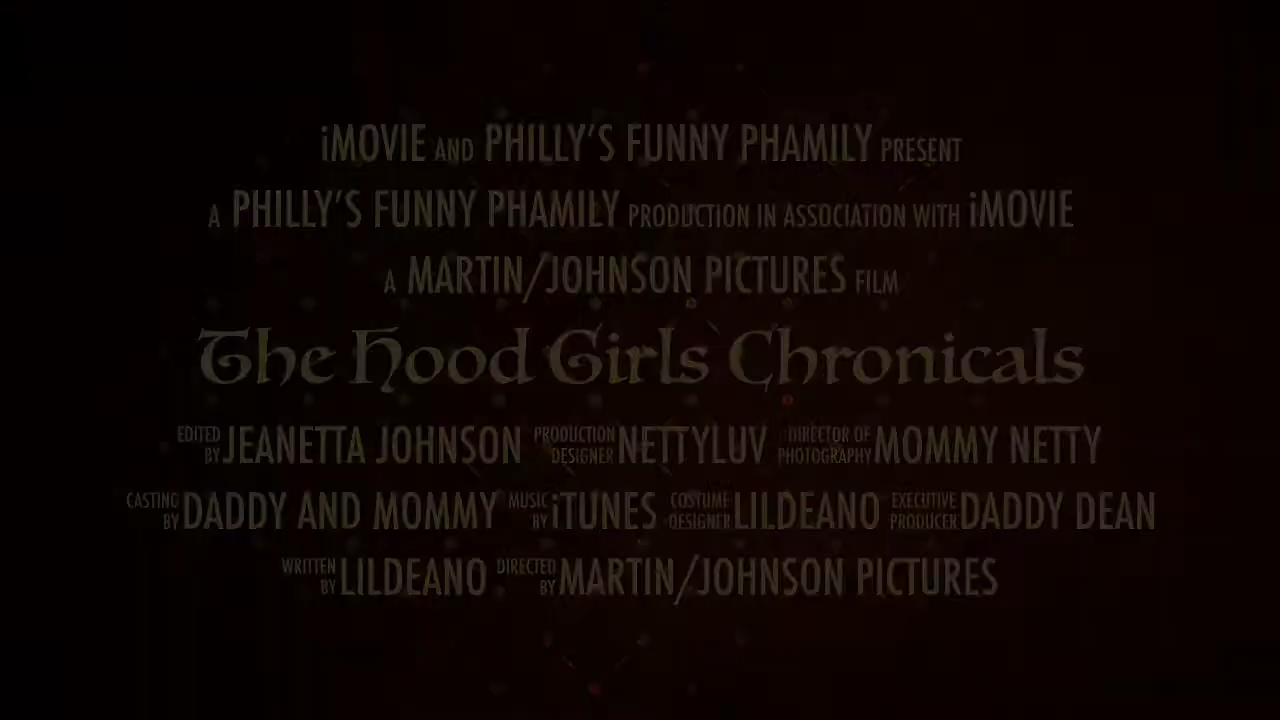 iMOVIE AND PHILLY'S FUNNY PHAMILY PRESENT
A PHILLY'S FUNNY PHAMILY PRODUCTION IN ASSOCIATION WITH iMOVIE
A MARTIN/JOHNSON PICTURES FILM
The Hood Girls Chronicals
EDITED BY JEANETTA JOHNSON PRODUCTION DESIGNER NETTYLUV DIRECTOR OF PHOTOGRAPHY MOMMY NETTY
CASTING BY DADDY AND MOMMY MUSIC BY iTUNES COSTUME DESIGNER LILDEANO EXECUTIVE PRODUCER DADDY DEAN
WRITTEN BY LILDEANO DIRECTED BY MARTIN/JOHNSON PICTURES